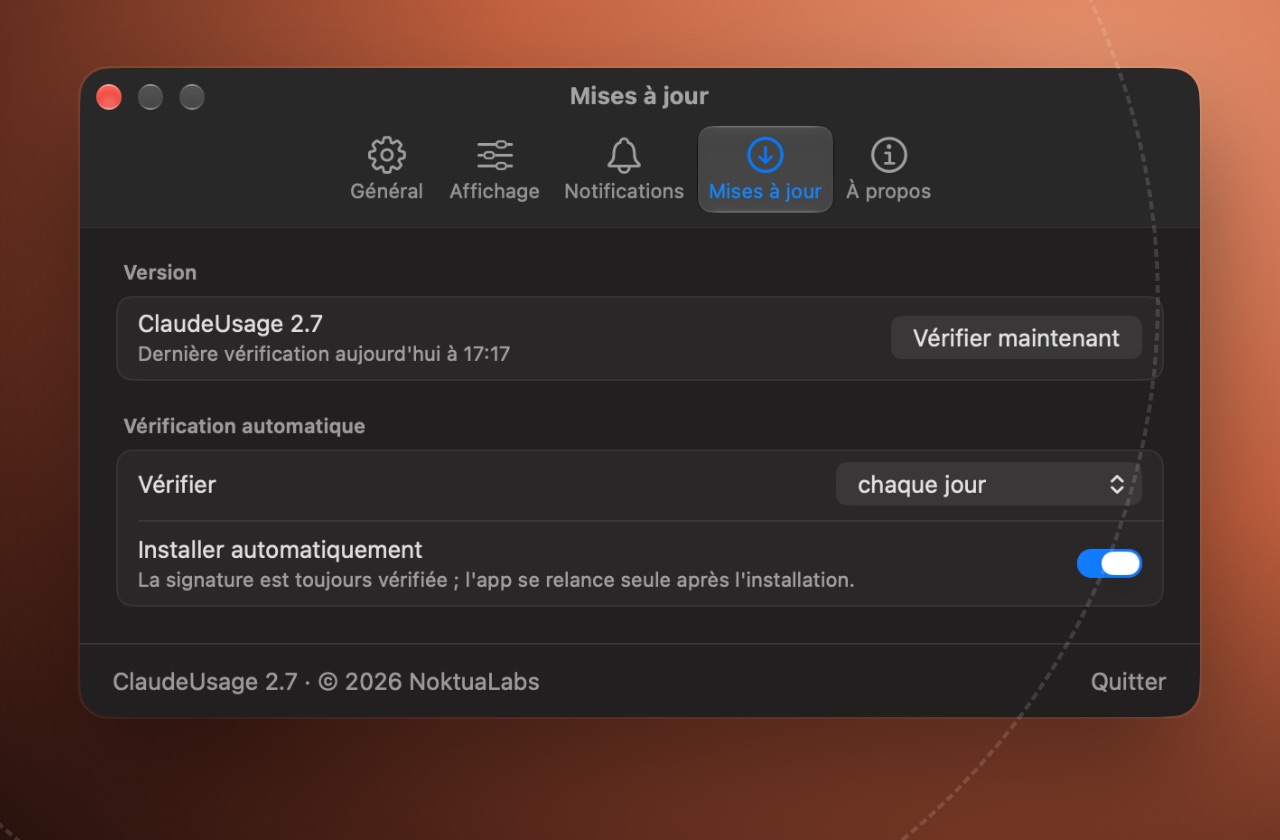 Mises à jour
Général
Affichage
Notifications
Mises à jour
À propos
Version
ClaudeUsage 2.7
Dernière vérification aujourd'hui à 17:17
Vérifier maintenant
Vérification automatique
Vérifier
chaque jour
Installer automatiquement
La signature est toujours vérifiée ; l'app se relance seule après l'installation.
ClaudeUsage 2.7 · © 2026 NoktuaLabs
Quitter